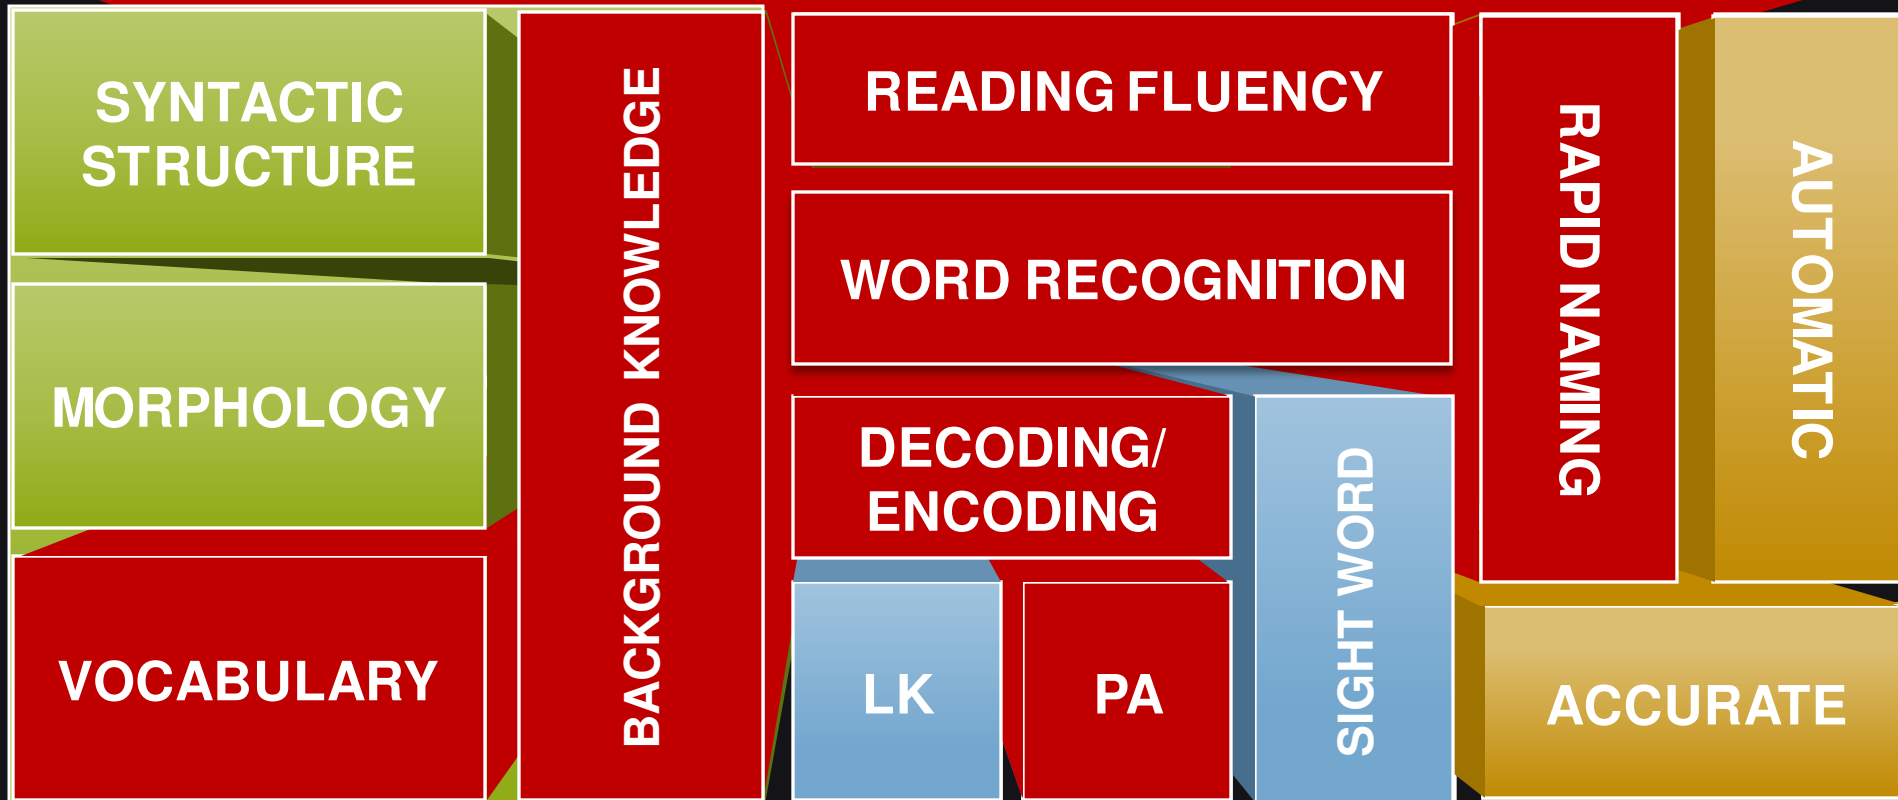 SYNTACTIC
STRUCTURE
MORPHOLOGY
VOCABULARY
BACKGROUND KNOWLEDGE
READING FLUENCY
WORD RECOGNITION
DECODING/
ENCODING
LK
PA
SIGHT WORD
RAPID NAMING
AUTOMATIC
ACCURATE